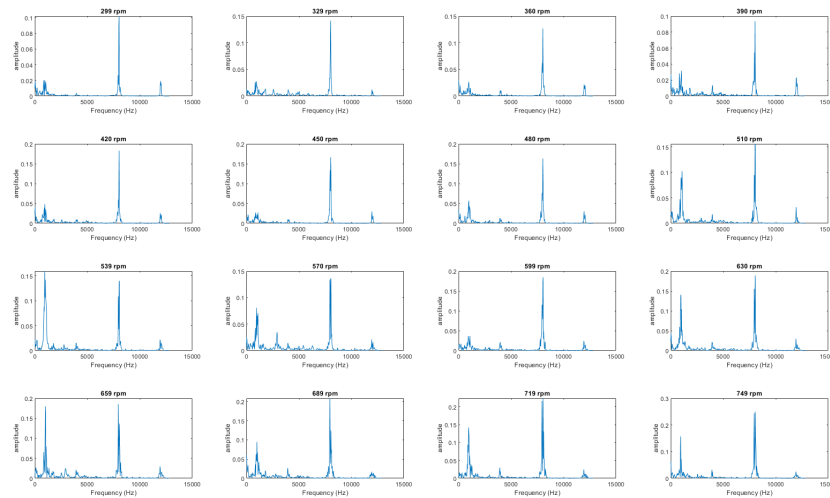 299 rpm
0.1
0.08
0.06
0.04
0.02
0
amplitude
0 5000 10000 15000
Frequency (Hz)
329 rpm
0.15
0.1
0.05
0
amplitude
0 5000 10000 15000
Frequency (Hz)
360 rpm
0.15
0.1
0.05
0
amplitude
0 5000 10000 15000
Frequency (Hz)
390 rpm
0.1
0.08
0.06
0.04
0.02
0
amplitude
0 5000 10000
Frequency (Hz)
420 rpm
0.2
0.15
0.1
0.05
0
amplitude
0 5000 10000 15000
Frequency (Hz)
450 rpm
0.2
0.15
0.1
0.05
0
amplitude
0 5000 10000 15000
Frequency (Hz)
480 rpm
0.2
0.15
0.1
0.05
0
amplitude
0 5000 10000 15000
Frequency (Hz)
510 rpm
0.15
0.1
0.05
0
amplitude
0 5000 10000
Frequency (Hz)
539 rpm
0.15
0.1
0.05
0
amplitude
0 5000 10000 15000
Frequency (Hz)
570 rpm
0.15
0.1
0.05
0
amplitude
0 5000 10000 15000
Frequency (Hz)
599 rpm
0.2
0.15
0.1
0.05
0
amplitude
0 5000 10000 15000
Frequency (Hz)
630 rpm
0.2
0.15
0.1
0.05
0
amplitude
0 5000 10000
Frequency (Hz)
659 rpm
0.2
0.15
0.1
0.05
0
amplitude
0 5000 10000 15000
Frequency (Hz)
689 rpm
0.2
0.15
0.1
0.05
0
amplitude
0 5000 10000 15000
Frequency (Hz)
719 rpm
0.2
0.15
0.1
0.05
0
amplitude
0 5000 10000 15000
Frequency (Hz)
749 rpm
0.3
0.2
0.1
0
amplitude
0 5000 10000
Frequency (Hz)